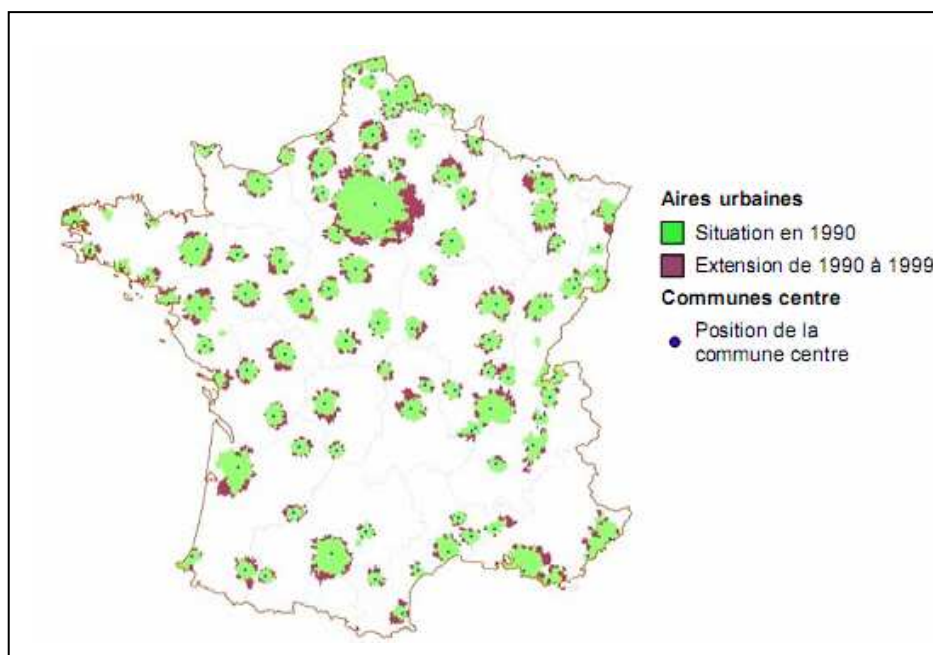 Aires urbaines
Situation en 1990
Extension de 1990 à 1999
Communes centre
Position de la
commune centre